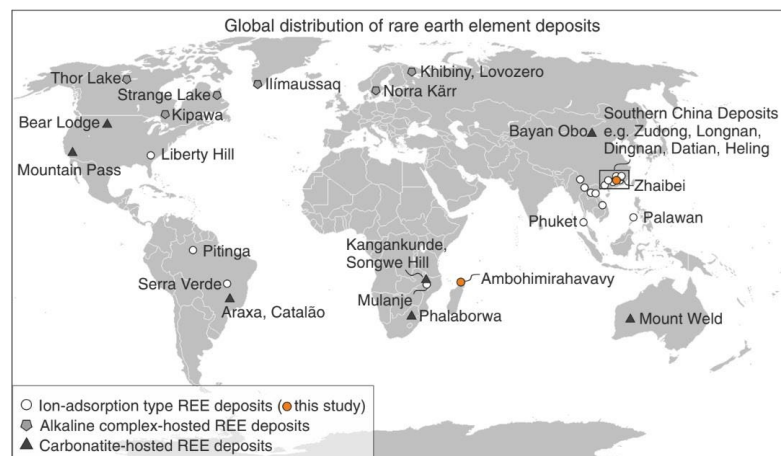 Global distribution of rare earth element deposits
Thor Lake
Strange Lake
Kipawa
Bear Lodge
Mountain Pass
Liberty Hill
Ilímaussaq
Khibiny, Lovozero
Norra Kärr
Bayan Obo
Southern China Deposits
e.g. Zudong, Longnan,
Dingnan, Datian, Heling
Zhaibei
Phuket
Palawan
Pitinga
Serra Verde
Araxa, Catalão
Kangankunde,
Songwe Hill
Mulanje
Ambohimirahavavy
Phalaborwa
Mount Weld
Ion-adsorption type REE deposits (this study)
Alkaline complex-hosted REE deposits
Carbonatite-hosted REE deposits